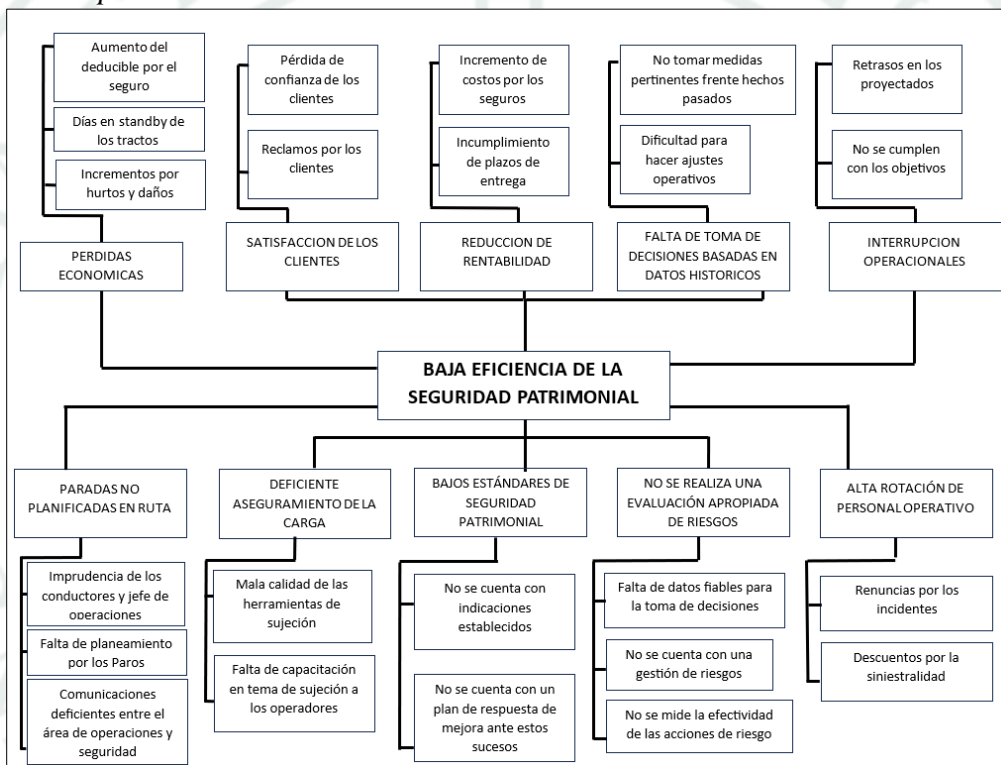 Aumento del
deducible por el
seguro
Días en standby de
los tractos
Incrementos por
hurtos y daños
PERDIDAS
ECONOMICAS
Pérdida de
confianza de los
clientes
Reclamos por los
clientes
SATISFACCION DE LOS
CLIENTES
Incremento de
costos por los
seguros
Incumplimiento
de plazos de
entrega
REDUCCION DE
RENTABILIDAD
No tomar medidas
pertinentes frente hechos
pasados
Dificultad para
hacer ajustes
operativos
FALTA DE TOMA DE
DECISIONES BASADAS EN
DATOS HISTORICOS
Retrasos en los
proyectados
No se cumplen
con los objetivos
INTERRUPCION
OPERACIONALES
BAJA EFICIENCIA DE LA
SEGURIDAD PATRIMONIAL
PARADAS NO
PLANIFICADAS EN RUTA
Imprudencia de los
conductores y jefe de
operaciones
Falta de planeamiento
por los Paros
Comunicaciones
deficientes entre el
área de operaciones y
seguridad
DEFICIENTE
ASEGURAMIENTO DE LA
CARGA
Mala calidad de las
herramientas de
sujeción
Falta de capacitación
en tema de sujeción a
los operadores
BAJOS ESTÁNDARES DE
SEGURIDAD
PATRIMONIAL
No se cuenta con
indicaciones
establecidos
No se cuenta con un
plan de respuesta de
mejora ante estos
sucesos
NO SE REALIZA UNA
EVALUACIÓN APROPIADA
DE RIESGOS
Falta de datos fiables para
la toma de decisiones
No se cuenta con una
gestión de riesgos
No se mide la efectividad
de las acciones de riesgo
ALTA ROTACIÓN DE
PERSONAL OPERATIVO
Renuncias por los
incidentes
Descuentos por la
siniestralidad